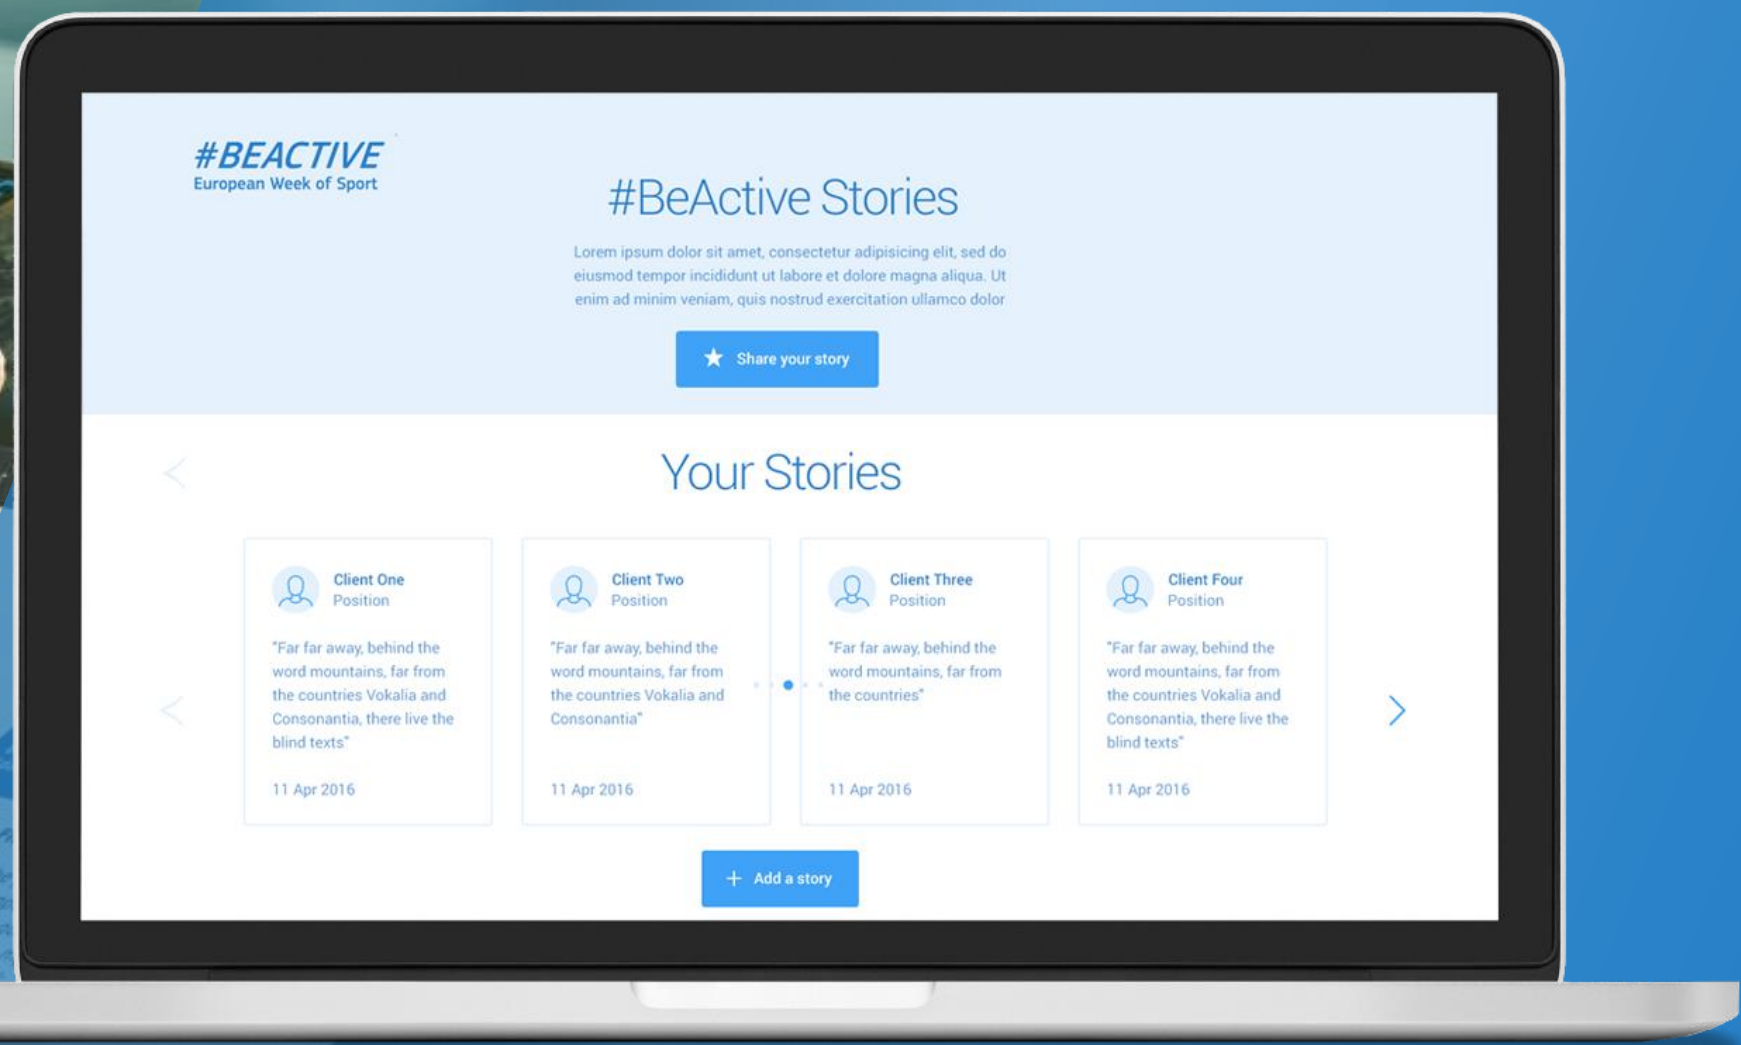 #BEACTIVE
European Week of Sport
#BeActive Stories
Lorem ipsum dolor sit amet, consectetur adipisicing elit, sed do
eiusmod tempor incididunt ut labore et dolore magna aliqua. Ut
enim ad minim veniam, quis nostrud exercitation ullamco dolor
Share your story
Your Stories
Client One
Position
"Far far away, behind the
word mountains, far from
the countries Vokalia and
Consonantia, there live the
blind texts"
11 Apr 2016
Client Two
Position
"Far far away, behind the
word mountains, far from
the countries Vokalia and
Consonantia"
11 Apr 2016
Client Three
Position
"Far far away, behind the
word mountains, far from
the countries"
11 Apr 2016
Client Four
Position
"Far far away, behind the
word mountains, far from
the countries Vokalia and
Consonantia, there live the
blind texts"
11 Apr 2016
+ Add a story